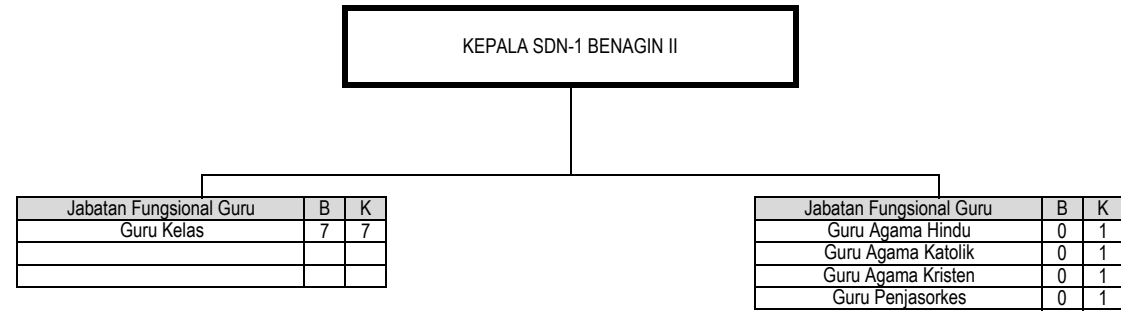 KEPALA SDN-1 BENAGIN II
Jabatan Fungsional Guru B K
Guru Kelas 7 7
Jabatan Fungsional Guru B K
Guru Agama Hindu 0 1
Guru Agama Katolik 0 1
Guru Agama Kristen 0 1
Guru Penjasorkes 0 1